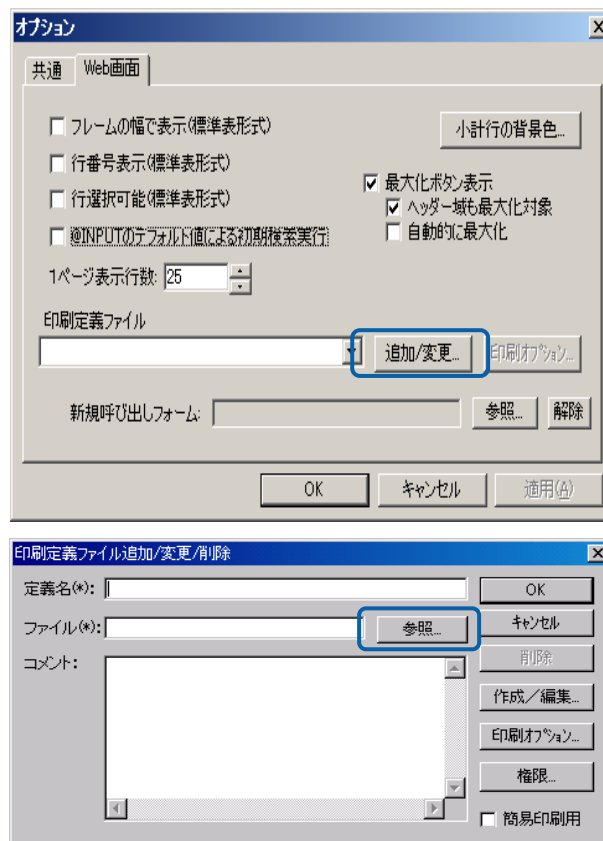 オプション
共通 Web画面
フレームの幅で表示(標準表形式)
小計行の背景色...
行番号表示(標準表形式)
最大化ボタン表示
行選択可能(標準表形式)
ヘッダー域も最大化対象
@INPUTのデフォルト値による初期検索実行
自動的に最大化
1ページ表示行数: 25
印刷定義ファイル
追加/変更... 印刷オプション...
新規呼び出しフォーム: 参照... 解除
OK キャンセル 適用(A)
印刷定義ファイル追加/変更/削除
定義名(*): OK
ファイル(*): 参照... キャンセル
コメント: 削除
作成/編集...
印刷オプション...
権限...
簡易印刷用